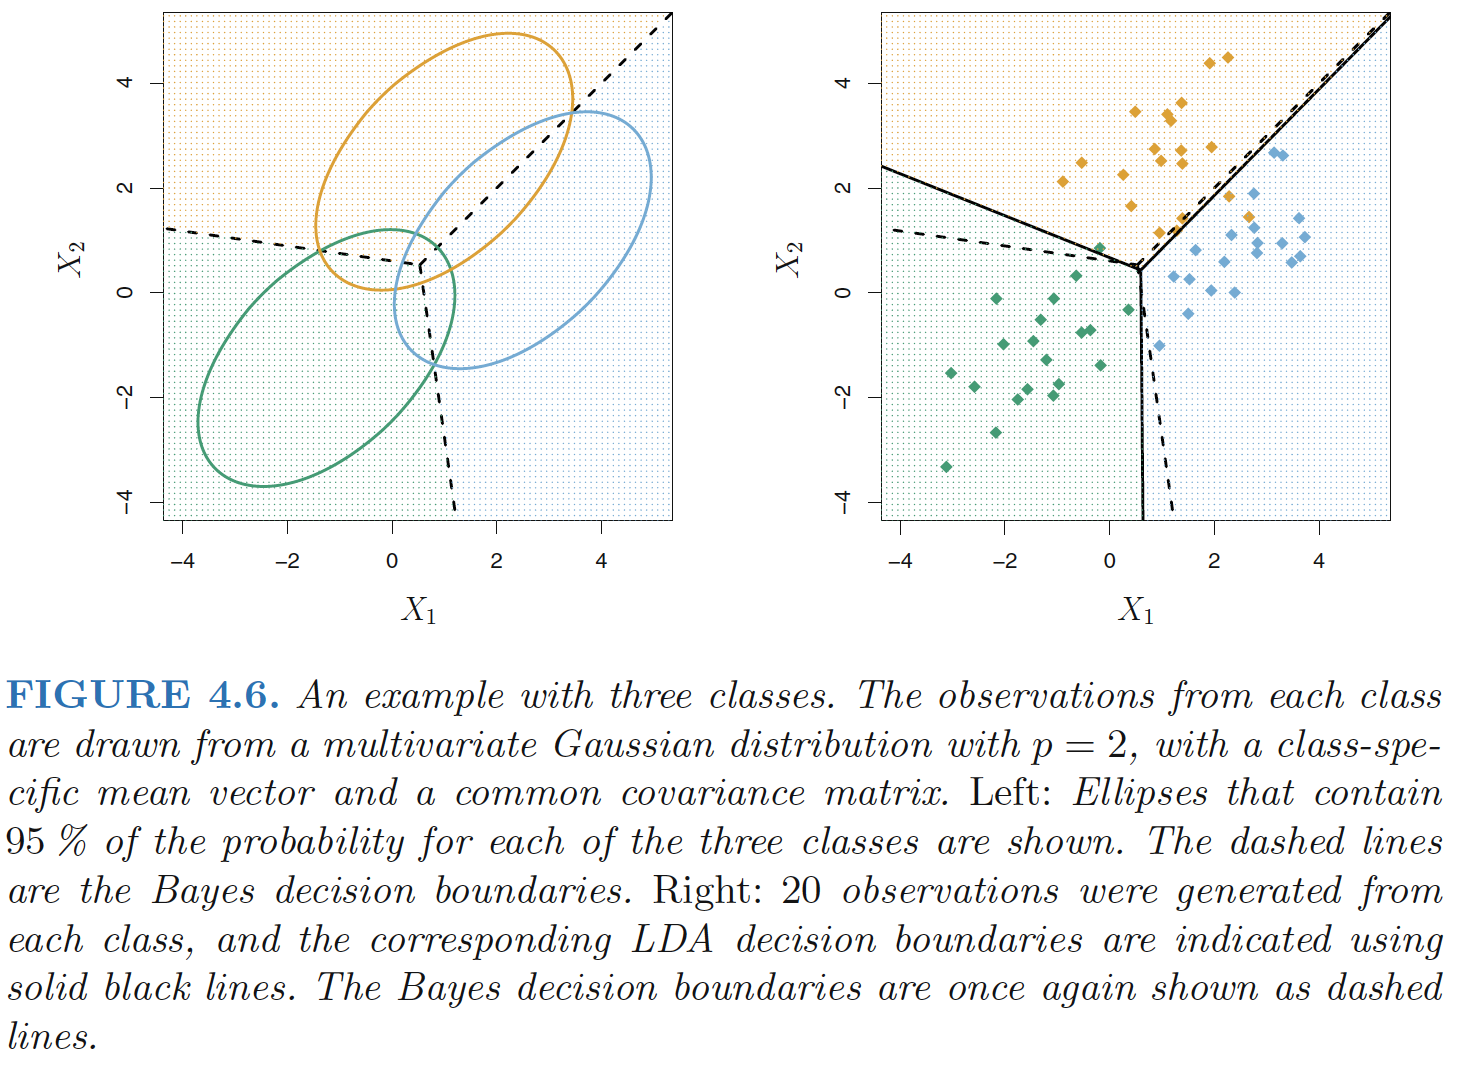 4
2
0
−2
−4
X2
−4
−2
0
2
4
X1
4
2
0
−2
−4
X2
−4
−2
0
2
4
X1
FIGURE 4.6. An example with three classes. The observations from each class
are drawn from a multivariate Gaussian distribution with p = 2, with a class-spe-
cific mean vector and a common covariance matrix. Left: Ellipses that contain
95 % of the probability for each of the three classes are shown. The dashed lines
are the Bayes decision boundaries. Right: 20 observations were generated from
each class, and the corresponding LDA decision boundaries are indicated using
solid black lines. The Bayes decision boundaries are once again shown as dashed
lines.